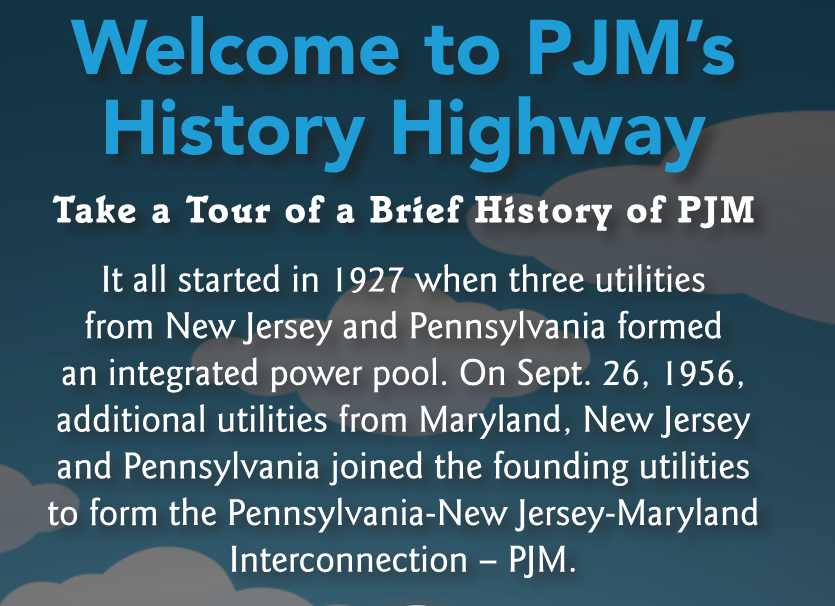 Welcome to PJM’s
History Highway
Take a Tour of a Brief History of PJM
It all started in 1927 when three utilities
from New Jersey and Pennsylvania formed
an integrated power pool. On Sept. 26, 1956,
additional utilities from Maryland, New Jersey
and Pennsylvania joined the founding utilities
to form the Pennsylvania-New Jersey-Maryland
Interconnection – PJM.